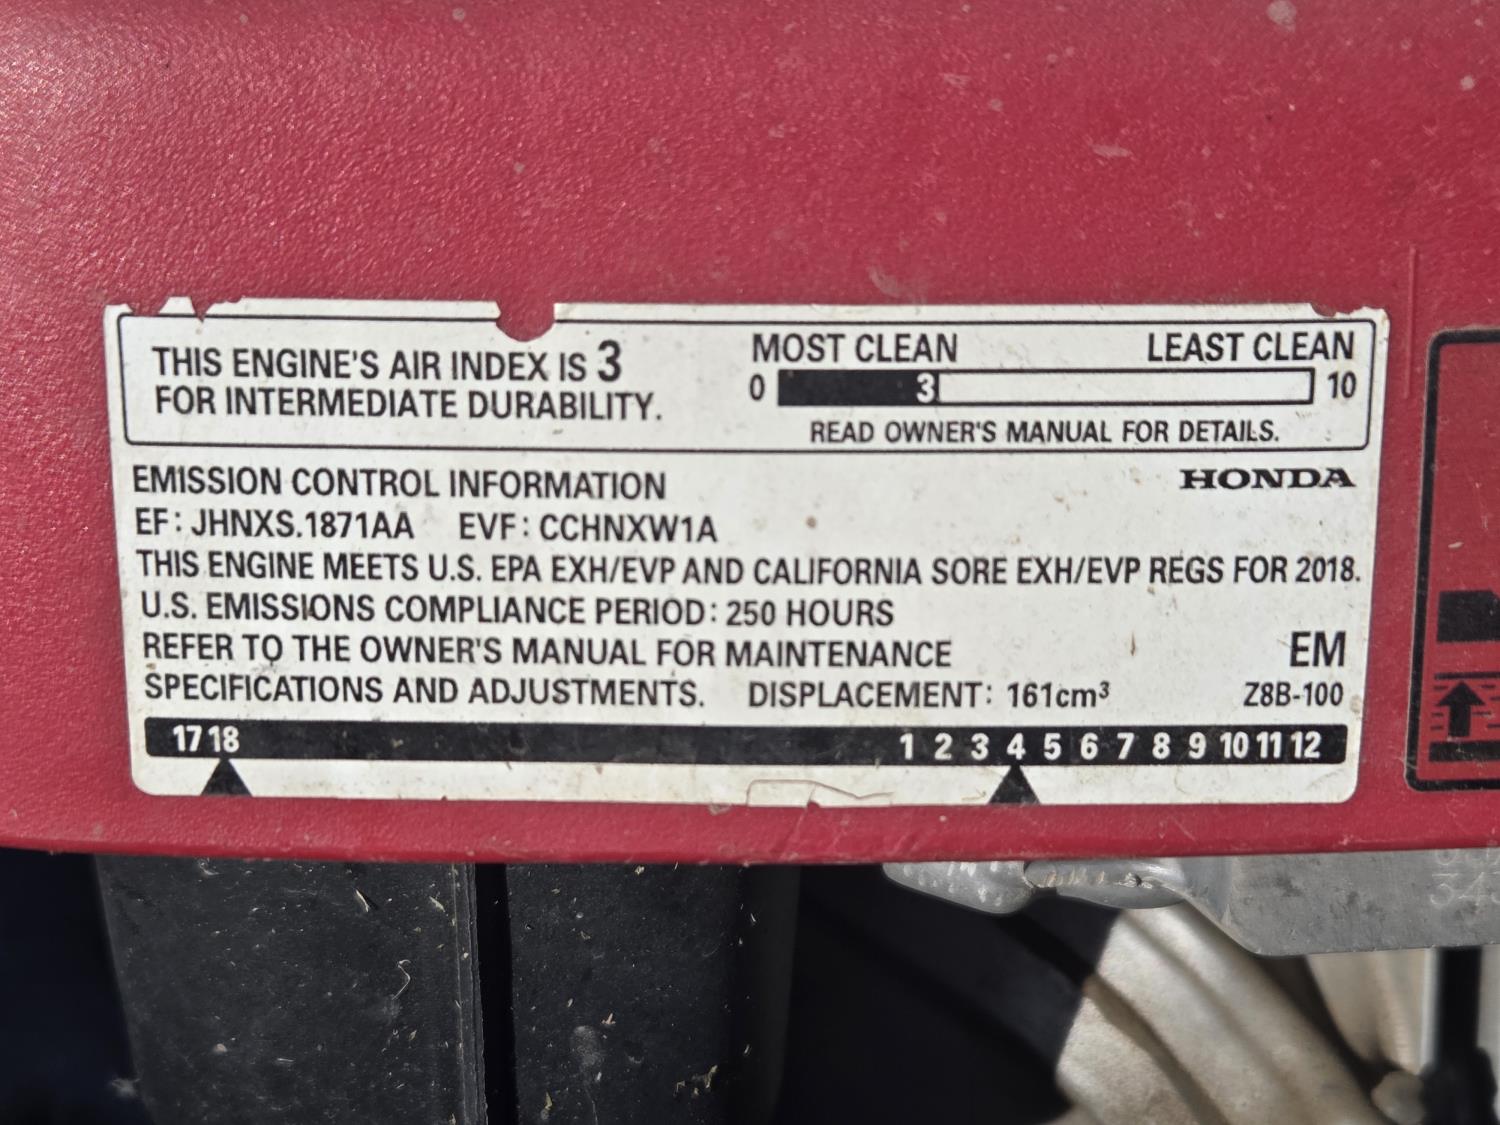 THIS ENGINE'S AIR INDEX IS 3
FOR INTERMEDIATE DURABILITY.
MOST CLEAN LEAST CLEAN
0 3 10
READ OWNER'S MANUAL FOR DETAILS.
EMISSION CONTROL INFORMATION HONDA
EF: JHNXS.1871AA EVF: CCHNXW1A
THIS ENGINE MEETS U.S. EPA EXH/EVP AND CALIFORNIA SORE EXH/EVP REGS FOR 2018.
U.S. EMISSIONS COMPLIANCE PERIOD: 250 HOURS
REFER TO THE OWNER'S MANUAL FOR MAINTENANCE EM
SPECIFICATIONS AND ADJUSTMENTS. DISPLACEMENT: 161cm³ Z8B-100
17 18 1 2 3 4 5 6 7 8 9 10 11 12